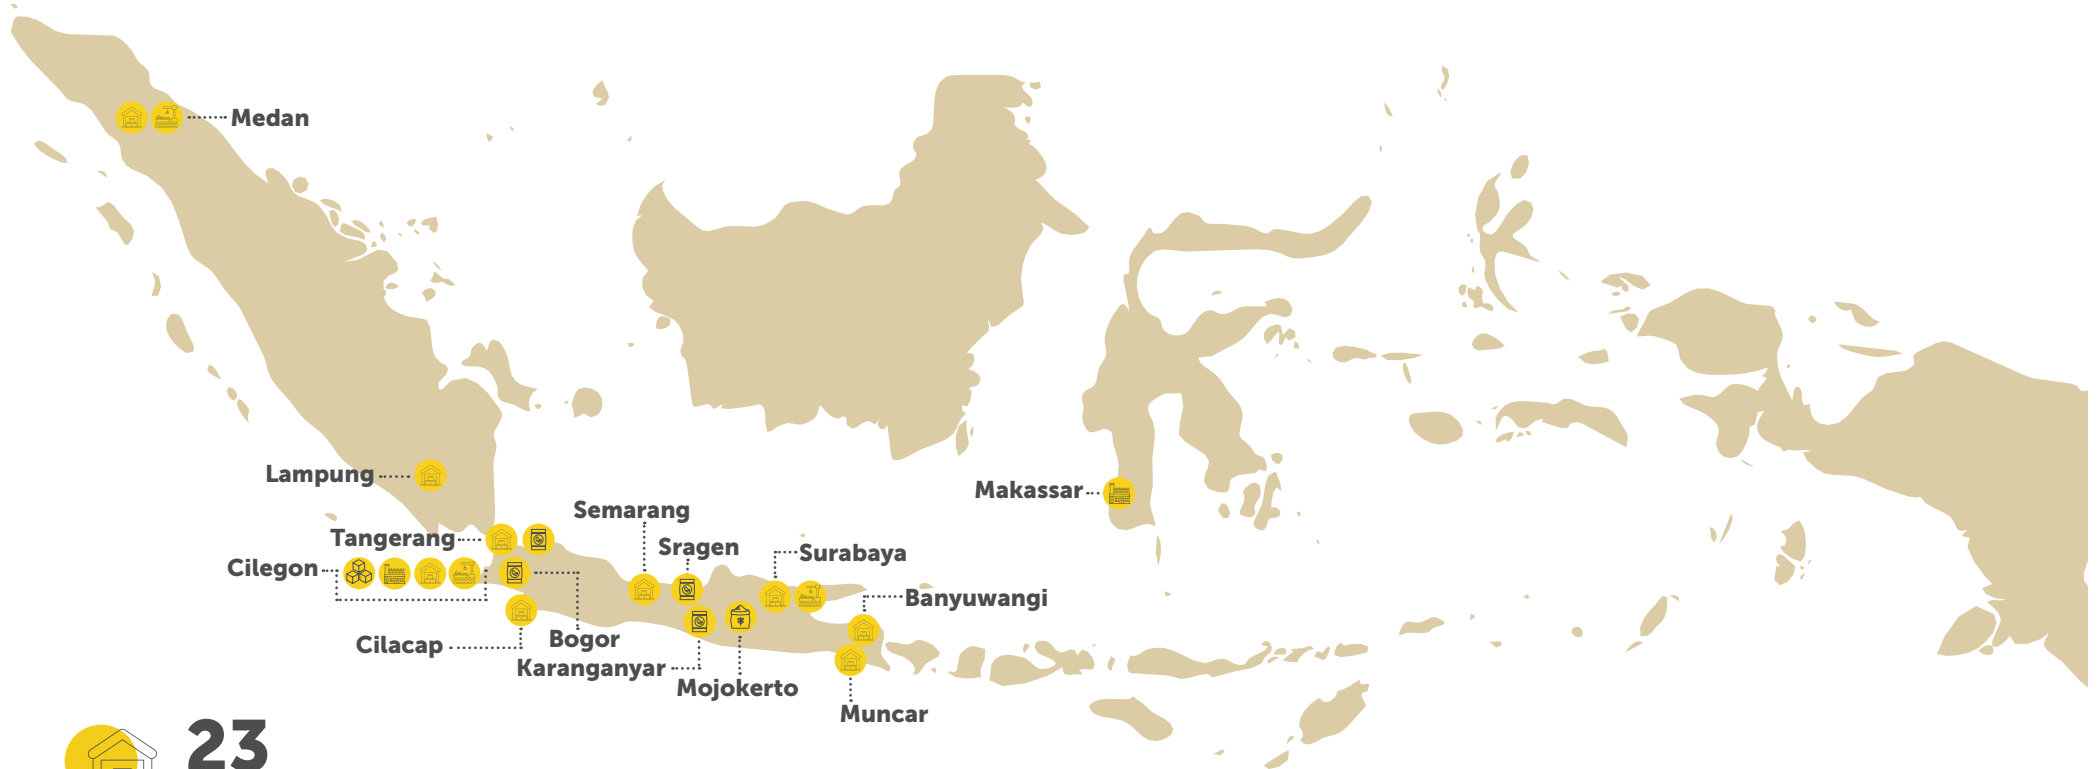 Medan
Lampung
Makassar
Semarang
Tangerang
Sragen
Surabaya
Cilegon
Banyuwangi
Cilacap
Bogor
Karanganyar
Mojokerto
Muncar
23